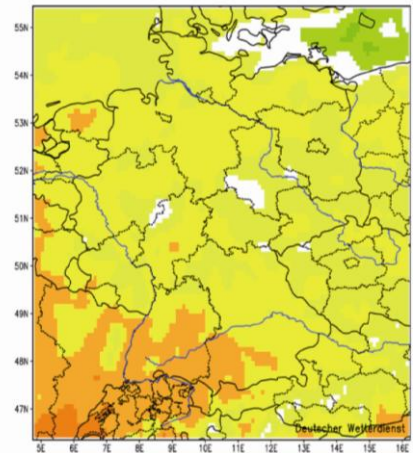 55N
54N
53N
52N
51N
50N
49N
48N
47N
Deutscher Wetterdienst
5E 6E 7E 8E 9E 10E 11E 12E 13E 14E 15E 16E